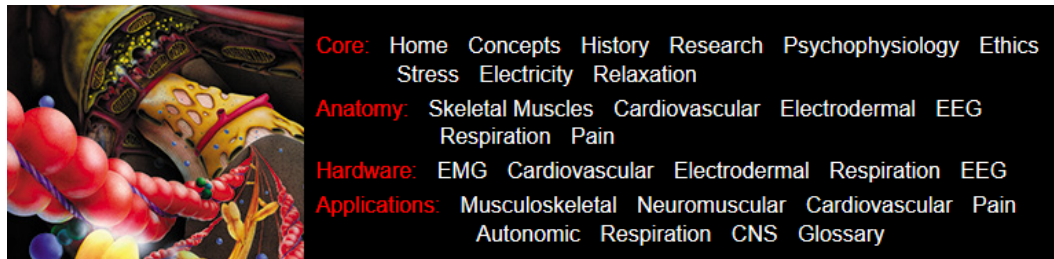 Core: Home Concepts History Research Psychophysiology Ethics
Stress Electricity Relaxation
Anatomy: Skeletal Muscles Cardiovascular Electrodermal EEG
Respiration Pain
Hardware: EMG Cardiovascular Electrodermal Respiration EEG
Applications: Musculoskeletal Neuromuscular Cardiovascular Pain
Autonomic Respiration CNS Glossary